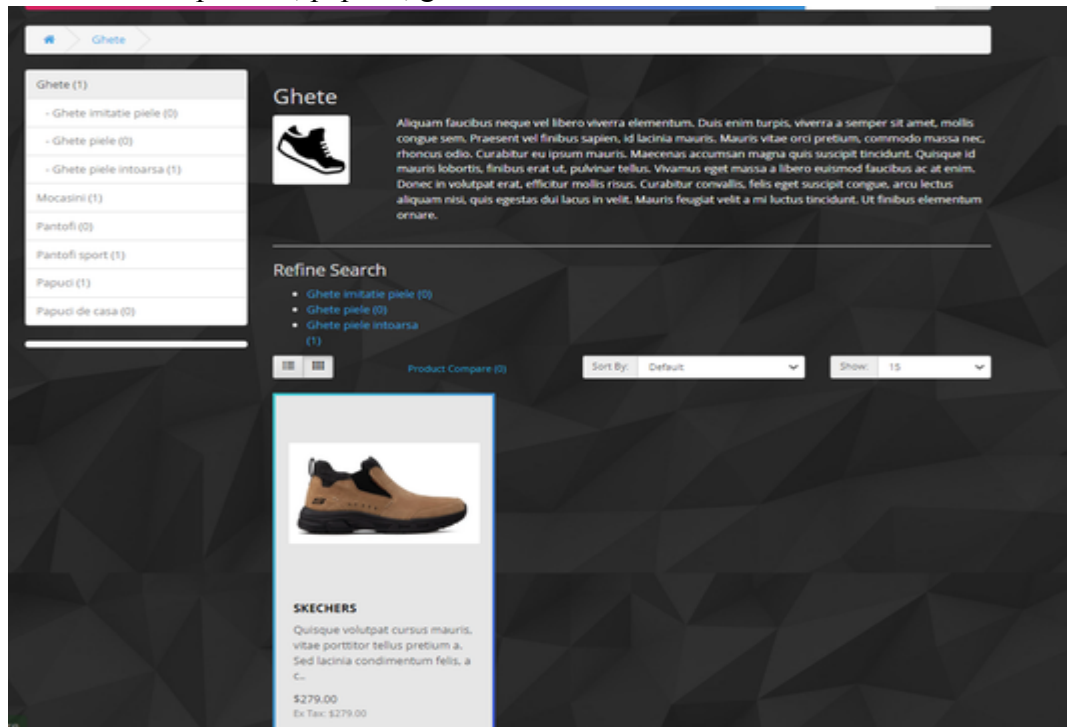 Ghete
Ghete (1)
- Ghete imitatie piele (0)
- Ghete piele (0)
- Ghete piele intoarsa (1)
Mocasini (1)
Pantofi (0)
Pantofi sport (1)
Papuci (1)
Papuci de casa (0)
Ghete
Aliquam faucibus neque vel libero viverra elementum. Duis enim turpis, viverra a semper sit amet, mollis
congue sem. Praesent vel finibus sapien, id lacinia mauris. Mauris vitae orci pretium, commodo massa nec,
rhoncus odio. Curabitur eu ipsum mauris. Maecenas accumsan magna quis suscipit tincidunt. Quisque id
mauris lobortis, finibus erat ut, pulvinar tellus. Vivamus eget massa a libero euismod faucibus ac at enim.
Donec in volutpat erat, efficitur mollis risus. Curabitur convallis, felis eget suscipit congue, arcu lectus
aliquam nisi, quis egestas dui lacus in velit. Mauris feugiat velit a mi luctus tincidunt. Ut finibus elementum
ornare.
Refine Search
Ghete imitatie piele (0)
Ghete piele (0)
Ghete piele intoarsa
(1)
Product Compare (0)
Sort By: Default
Show: 15
SKECHERS
Quisque volutpat cursus mauris,
vitae porttitor tellus pretium a.
Sed lacinia condimentum felis, a
c..
$279.00
Ex Tax: $279.00